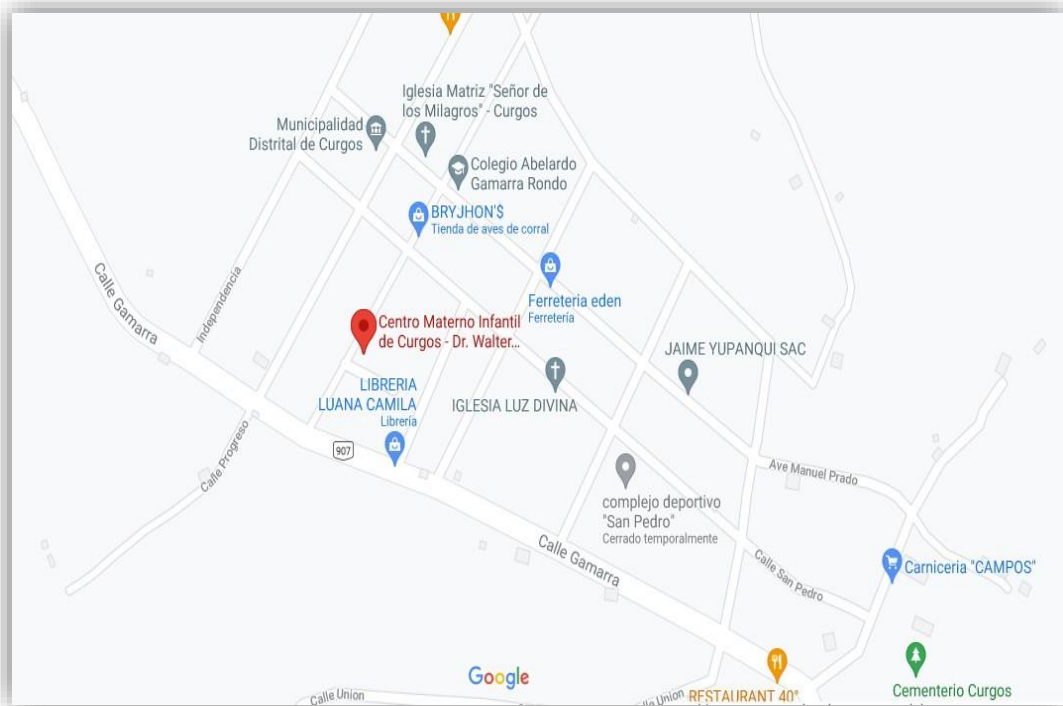 Iglesia Matriz "Señor de
los Milagros" - Curgos
Municipalidad
Distrital de Curgos
Colegio Abelardo
Gamarra Rondo
BRYJHON'$
Tienda de aves de corral
Calle Gamarra
Independencia
Ferreteria eden
Ferretería
Centro Materno Infantil
de Curgos - Dr. Walter...
JAIME YUPANQUI SAC
LIBRERIA
LUANA CAMILA
Librería
IGLESIA LUZ DIVINA
907
Calle Progreso
Ave Manuel Prado
complejo deportivo
"San Pedro"
Cerrado temporalmente
Calle Gamarra
Calle San Pedro
Carniceria "CAMPOS"
Google
Cementerio Curgos
Calle Union
Calle Union
RESTAURANT 40°